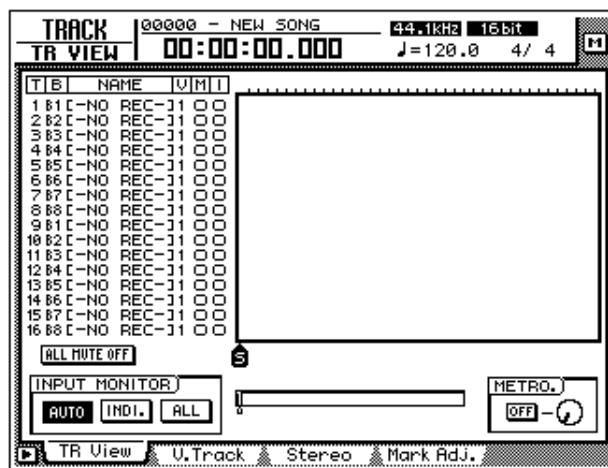 TRACK
TR VIEW
00000 - NEW SONG
00:00:00.000
44.1kHz 16bit
♩=120.0 4/ 4
M
T B NAME V M I
1 B1[-NO REC-]1
2 B2[-NO REC-]1
3 B3[-NO REC-]1
4 B4[-NO REC-]1
5 B5[-NO REC-]1
6 B6[-NO REC-]1
7 B7[-NO REC-]1
8 B8[-NO REC-]1
9 B1[-NO REC-]1
10 B2[-NO REC-]1
11 B3[-NO REC-]1
12 B4[-NO REC-]1
13 B5[-NO REC-]1
14 B6[-NO REC-]1
15 B7[-NO REC-]1
16 B8[-NO REC-]1
ALL MUTE OFF
S
INPUT MONITOR
AUTO INDI. ALL
METRO.
OFF
TR View V.Track Stereo Mark Adj.